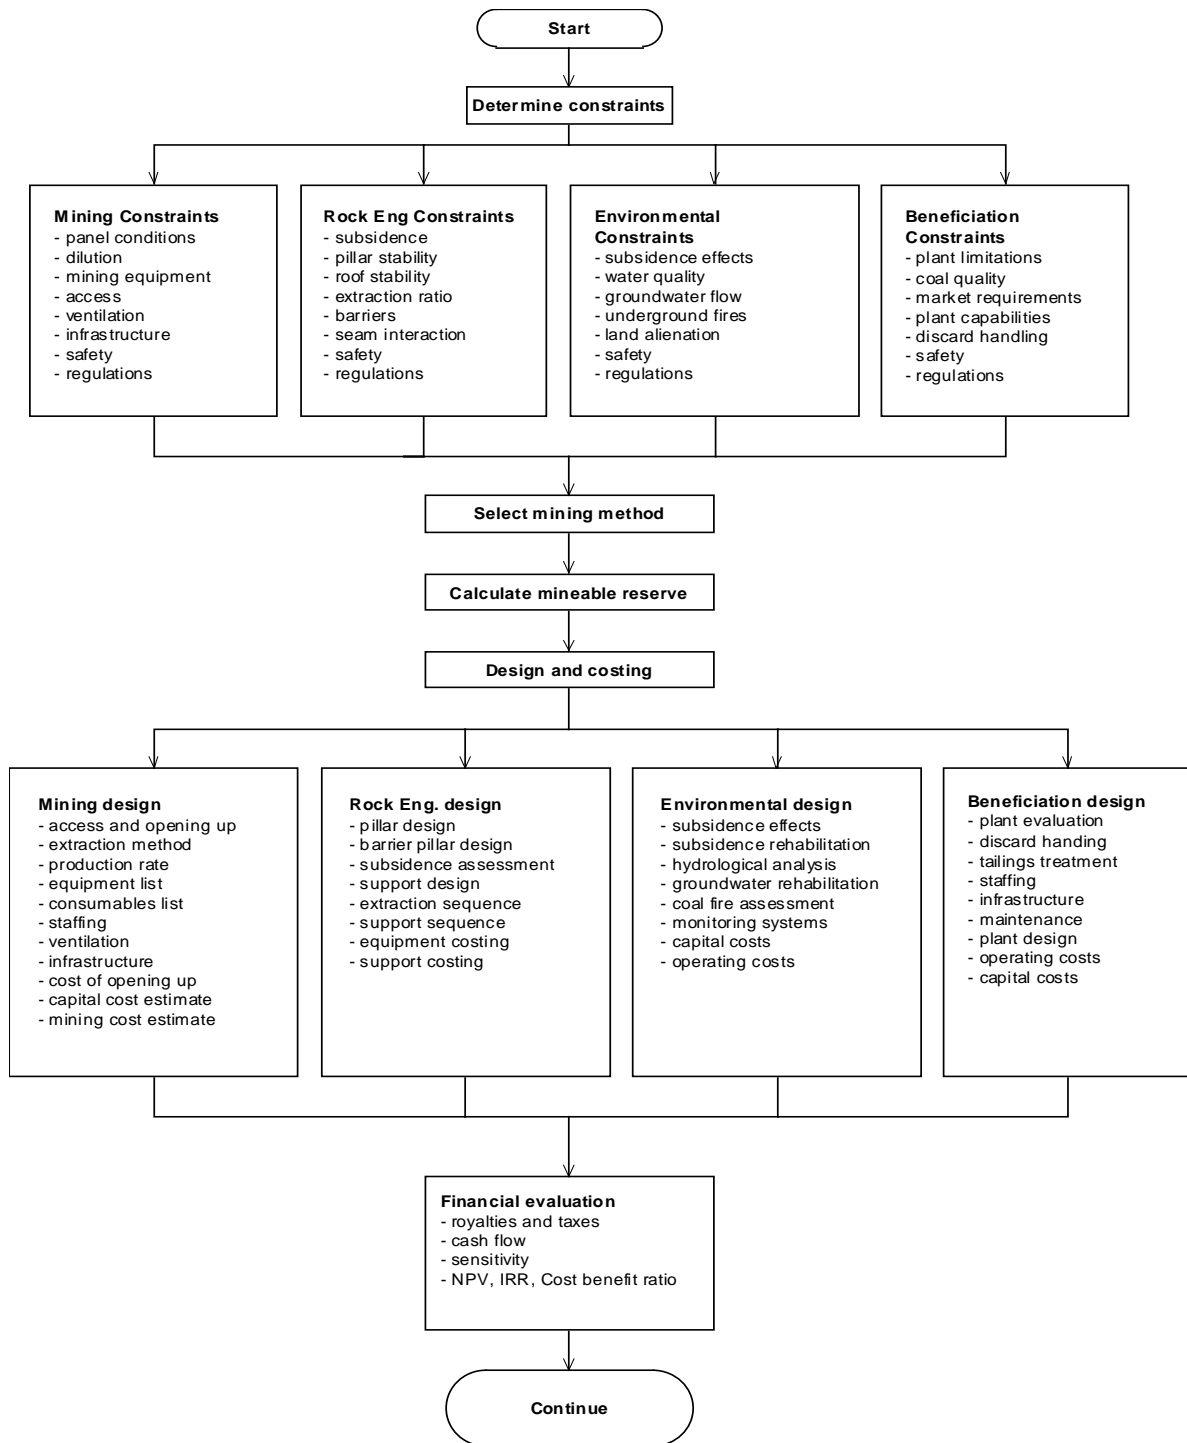 Start
Determine constraints
Mining Constraints
- panel conditions
- dilution
- mining equipment
- access
- ventilation
- infrastructure
- safety
- regulations
Rock Eng Constraints
- subsidence
- pillar stability
- roof stability
- extraction ratio
- barriers
- seam interaction
- safety
- regulations
Environmental
Constraints
- subsidence effects
- water quality
- groundwater flow
- underground fires
- land alienation
- safety
- regulations
Beneficiation
Constraints
- plant limitations
- coal quality
- market requirements
- plant capabilities
- discard handling
- safety
- regulations
Select mining method
Calculate mineable reserve
Design and costing
Mining design
- access and opening up
- extraction method
- production rate
- equipment list
- consumables list
- staffing
- ventilation
- infrastructure
- cost of opening up
- capital cost estimate
- mining cost estimate
Rock Eng. design
- pillar design
- barrier pillar design
- subsidence assessment
- support design
- extraction sequence
- support sequence
- equipment costing
- support costing
Environmental design
- subsidence effects
- subsidence rehabilitation
- hydrological analysis
- groundwater rehabilitation
- coal fire assessment
- monitoring systems
- capital costs
- operating costs
Beneficiation design
- plant evaluation
- discard handing
- tailings treatment
- staffing
- infrastructure
- maintenance
- plant design
- operating costs
- capital costs
Financial evaluation
- royalties and taxes
- cash flow
- sensitivity
- NPV, IRR, Cost benefit ratio
Continue